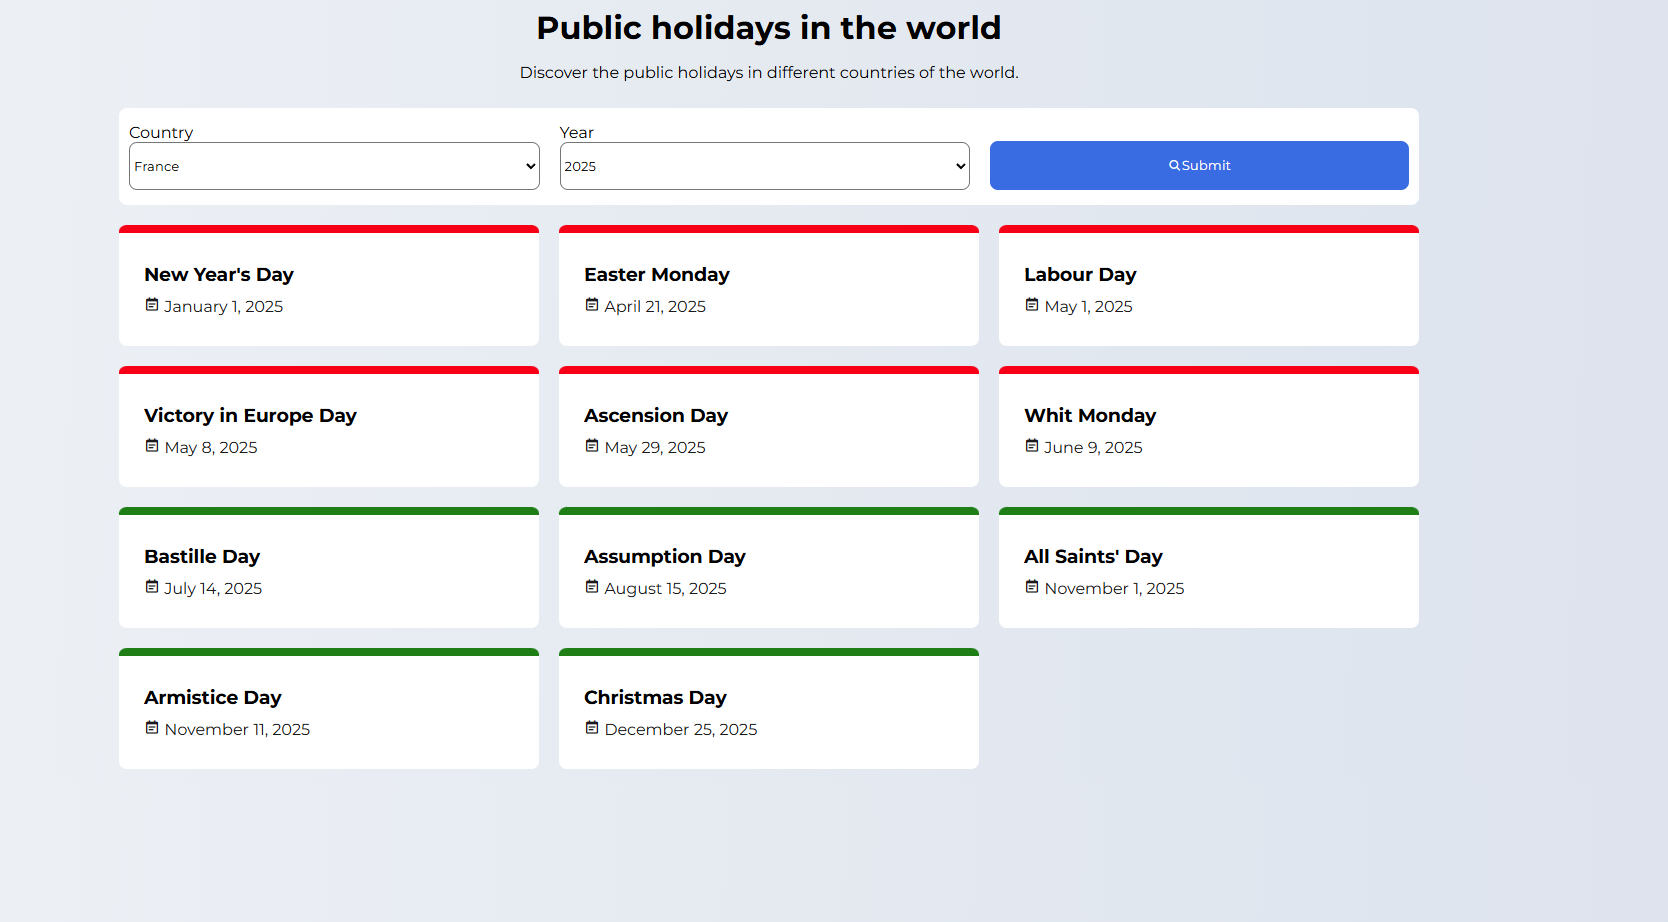 Public holidays in the world
Discover the public holidays in different countries of the world.
Country
Year
France
2025
Submit
New Year's Day
January 1, 2025
Easter Monday
April 21, 2025
Labour Day
May 1, 2025
Victory in Europe Day
May 8, 2025
Ascension Day
May 29, 2025
Whit Monday
June 9, 2025
Bastille Day
July 14, 2025
Assumption Day
August 15, 2025
All Saints' Day
November 1, 2025
Armistice Day
November 11, 2025
Christmas Day
December 25, 2025